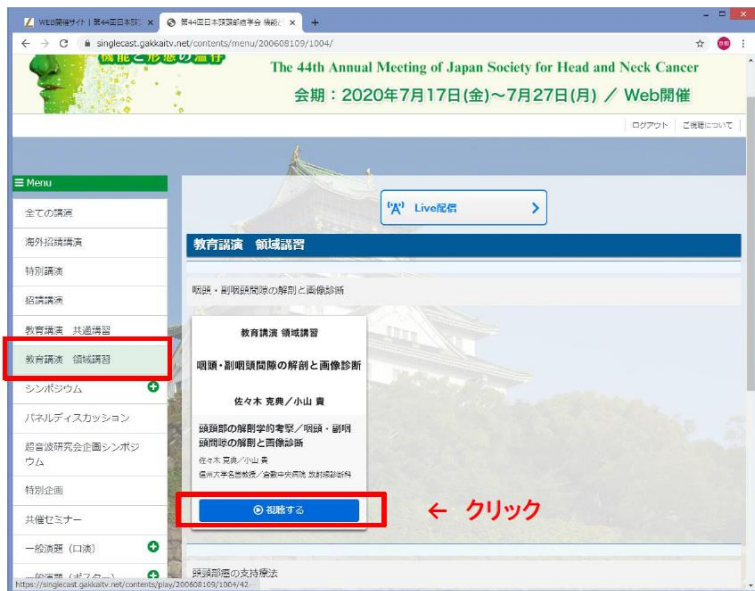 WEB開催サイト | 第44回日本頭
第44回日本頭頸部癌学会 機能
singlecast.gakkaitv.net/contents/menu/200608109/1004/
機能と形態の温存
The 44th Annual Meeting of Japan Society for Head and Neck Cancer
会期：2020年7月17日(金)～7月27日(月) ／ Web開催
ログアウト
ご視聴について
Menu
Live配信
全ての講演
海外招請講演
特別講演
招請講演
教育講演 共通講習
教育講演 領域講習
シンポジウム
パネルディスカッション
超音波研究会企画シンポジ
ウム
特別企画
共催セミナー
一般演題（口演）
一般演題（ポスター）
教育講演 領域講習
咽頭・副咽頭間隙の解剖と画像診断
教育講演 領域講習
咽頭・副咽頭間隙の解剖と画像診断
佐々木 克典／小山 貴
頭頸部の解剖学的考察／咽頭・副咽
頭間隙の解剖と画像診断
佐々木 克典／小山 貴
信州大学名誉教授／倉敷中央病院 放射線診断科
視聴する
← クリック
頭頸部癌の支持療法
https://singlecast.gakkaitv.net/contents/play/200608109/1004/42...